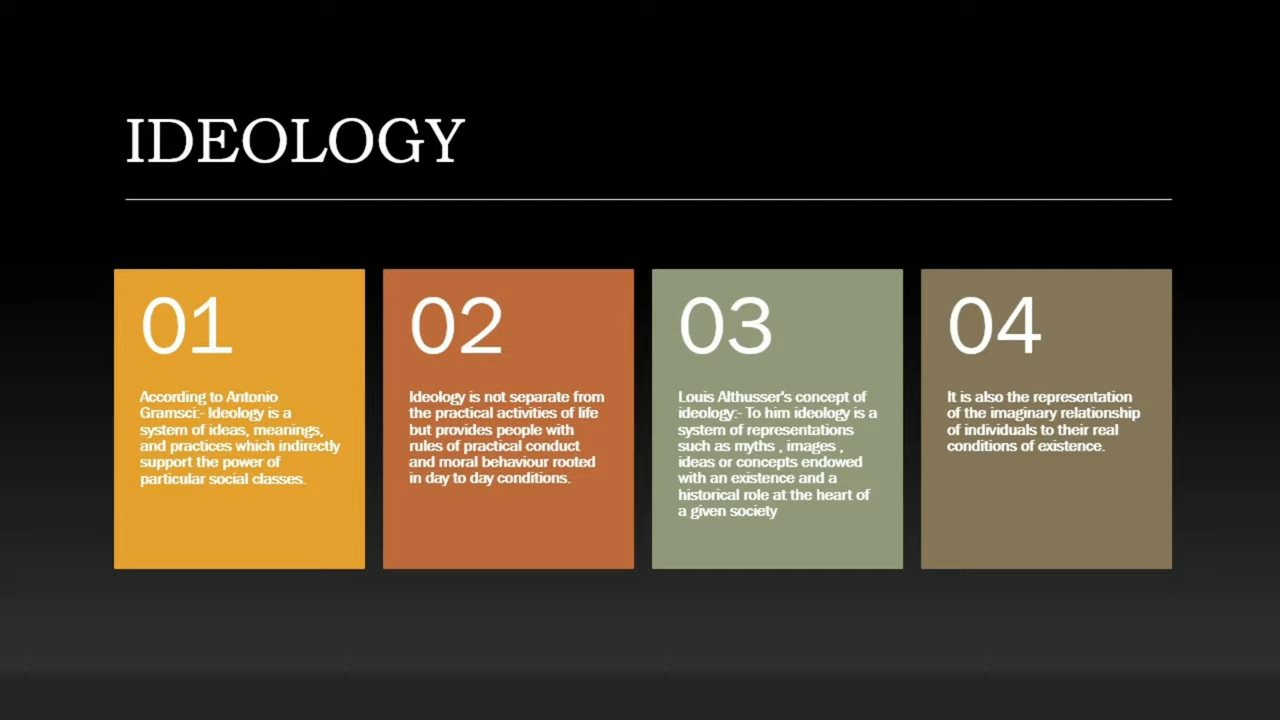 IDEOLOGY
01
According to Antonio
Gramsci:- Ideology is a
system of ideas, meanings,
and practices which indirectly
support the power of
particular social classes.
02
Ideology is not separate from
the practical activities of life
but provides people with
rules of practical conduct
and moral behaviour rooted
in day to day conditions.
03
Louis Althusser's concept of
ideology:- To him ideology is a
system of representations
such as myths , images ,
ideas or concepts endowed
with an existence and a
historical role at the heart of
a given society
04
It is also the representation
of the imaginary relationship
of individuals to their real
conditions of existence.